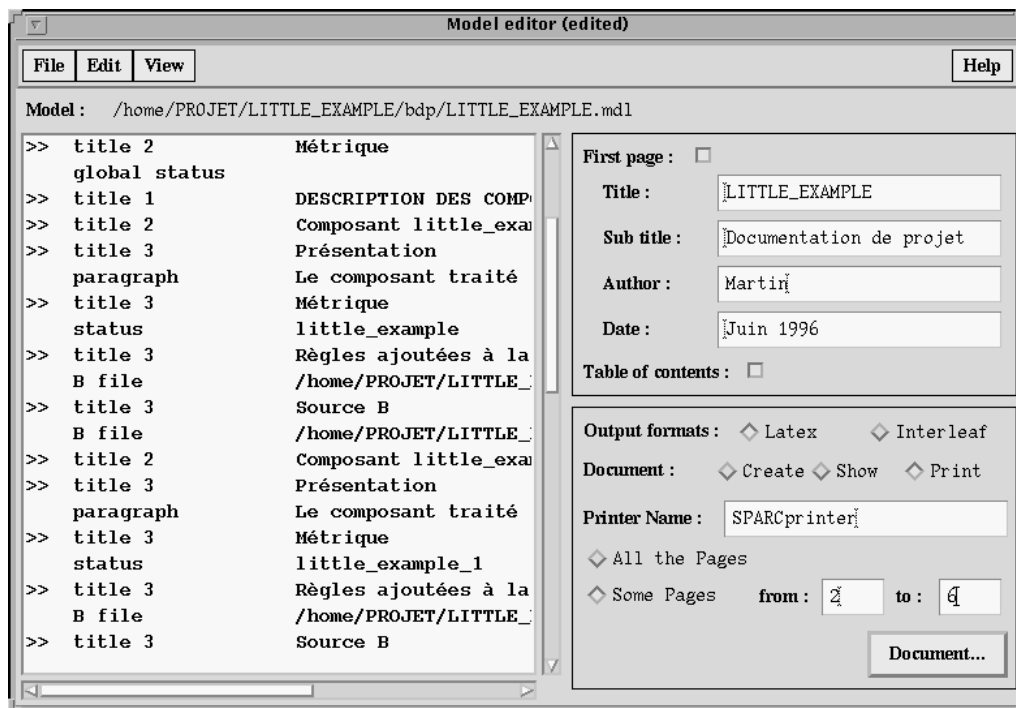 Model editor (edited)
File Edit View Help
Model : /home/PROJET/LITTLE_EXAMPLE/bdp/LITTLE_EXAMPLE.mdl
>> title 2 Métrique
global status
>> title 1 DESCRIPTION DES COMP
>> title 2 Composant little_exa
>> title 3 Présentation
paragraph Le composant traité
>> title 3 Métrique
status little_example
>> title 3 Règles ajoutées à la
B file /home/PROJET/LITTLE_
>> title 3 Source B
B file /home/PROJET/LITTLE_
>> title 2 Composant little_exa
>> title 3 Présentation
paragraph Le composant traité
>> title 3 Métrique
status little_example_1
>> title 3 Règles ajoutées à la
B file /home/PROJET/LITTLE_
>> title 3 Source B
First page :
Title : LITTLE_EXAMPLE
Sub title : Documentation de projet
Author : Martin
Date : Juin 1996
Table of contents :
Output formats : Latex Interleaf
Document : Create Show Print
Printer Name : SPARCprinter
All the Pages
Some Pages from : 2 to : 6
Document...